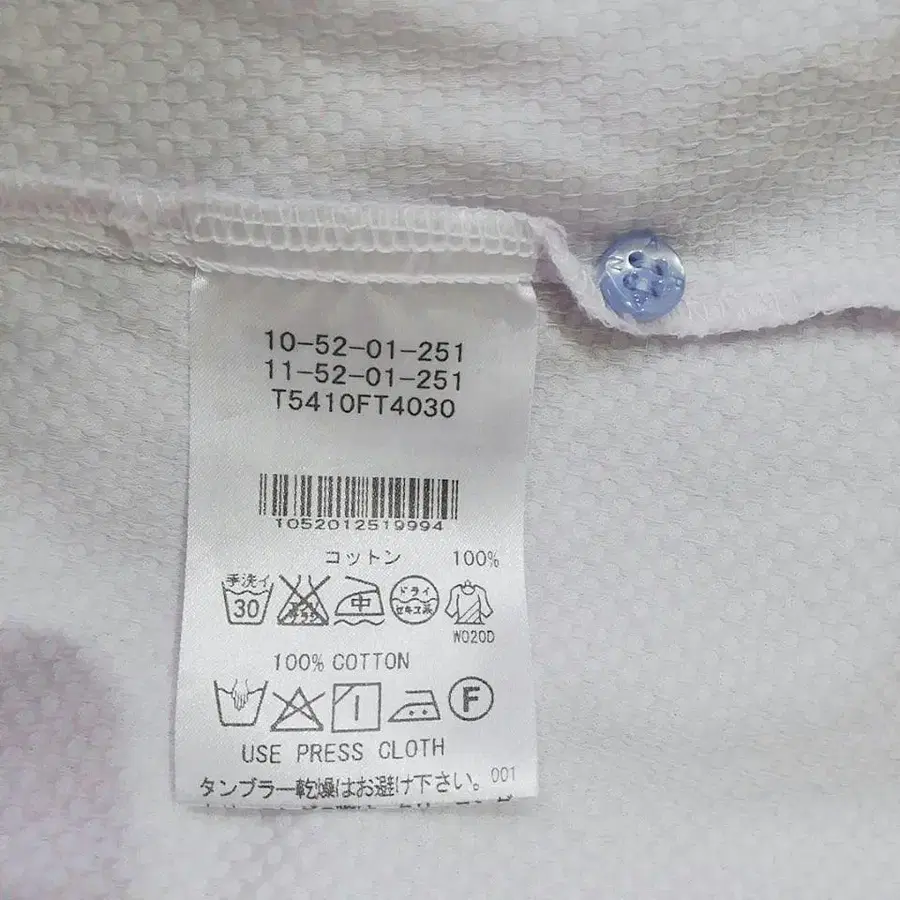 10-52-01-251
11-52-01-251
T5410FT4030
1052012519994
コットン 100%
手洗イ 30 中 ドライ セキユ系
W020D
100% COTTON
F
USE PRESS CLOTH
タンブラー乾燥はお避け下さい。 001